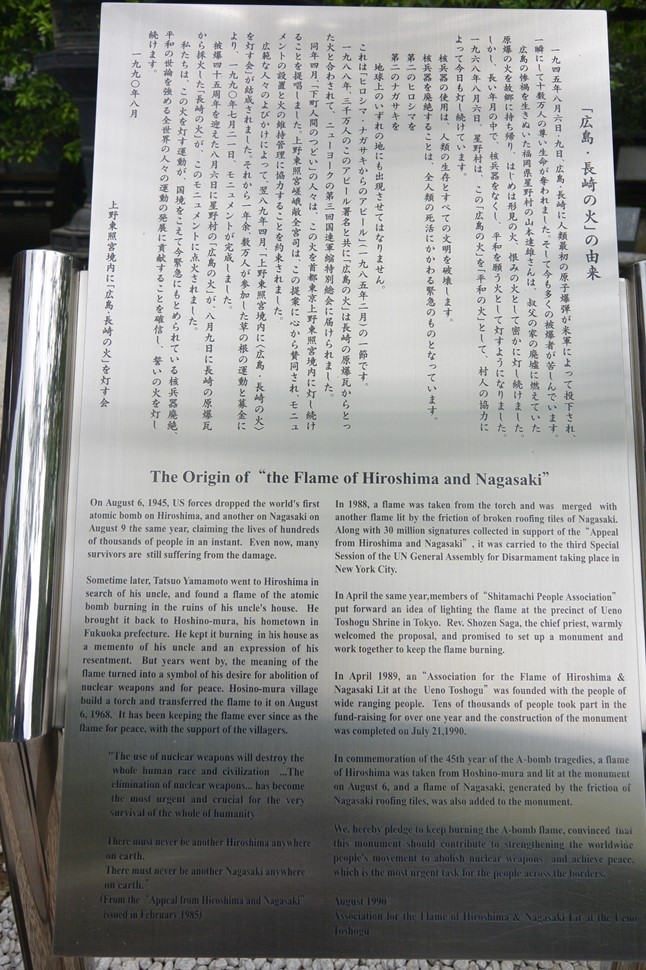 「広島・長崎の火」の由来
一九四五年八月六日・九日、広島・長崎に人類最初の原子爆弾が米軍によって投下され、
一瞬にして十数万人の尊い生命が奪われました。そして今も多くの被爆者が苦しんでいます。
広島の惨禍を生きぬいた福岡県星野村の山本達雄さんは、叔父の家の廃墟に燃えていた
原爆の火を故郷に持ち帰り、はじめは形見の火、恨みの火として密かに灯し続けました。
しかし、長い年月の中で、核兵器をなくし、平和を願う火として灯すようになりました。
一九六八年八月六日、星野村は、この「広島の火」を「平和の火」として、村人の協力に
よって今日も灯し続けています。
核兵器の使用は、人類の生存とすべての文明を破壊します。
核兵器を廃絶することは、全人類の死活にかかわる緊急のものとなっています。
第二のヒロシマを
第二のナガサキを
地球上のいずれの地にも出現させてはなりません。
これは「ヒロシマ・ナガサキからのアピール」(一九八五年二月)の一節です。
一九八八年、三千万人のこのアピール署名と共に「広島の火」は長崎の原爆瓦からとっ
た火と合わされて、ニューヨークの第三回国連軍縮特別総会に届けられました。
同年四月、「下町人間のつどい」の人々は、この火を首都東京上野東照宮境内に灯し続け
ることを提唱しました。上野東照宮嵯峨敞全宮司は、この提案に心から賛同され、モニュ
メントの設置と火の維持管理に協力することを約束されました。
広範な人々のよびかけによって、翌八九年四月、「上野東照宮境内に〈広島・長崎の火〉
を灯す会」が結成されました。それから一年余、数万人が参加した草の根の運動と募金に
より、一九九〇年七月二一日、モニュメントが完成しました。
被爆四十五周年を迎えた八月六日に星野村の「広島の火」が、八月九日に長崎の原爆瓦
から採火した「長崎の火」が、このモニュメントに点火されました。
私たちは、この火を灯す運動が、国境をこえて今緊急にもとめられている核兵器廃絶、
平和の世論を強める全世界の人々の運動の発展に貢献することを確信し、誓いの火を灯し
続けます。
一九九〇年八月
上野東照宮境内に「広島・長崎の火」を灯す会
The Origin of “the Flame of Hiroshima and Nagasaki”
On August 6, 1945, US forces dropped the world's first
atomic bomb on Hiroshima, and another on Nagasaki on
August 9 the same year, claiming the lives of hundreds
of thousands of people in an instant. Even now, many
survivors are still suffering from the damage.
Sometime later, Tatsuo Yamamoto went to Hiroshima in
search of his uncle, and found a flame of the atomic
bomb burning in the ruins of his uncle's house. He
brought it back to Hoshino-mura, his hometown in
Fukuoka prefecture. He kept it burning in his house as
a memento of his uncle and an expression of his
resentment. But years went by, the meaning of the
flame turned into a symbol of his desire for abolition of
nuclear weapons and for peace. Hosino-mura village
build a torch and transferred the flame to it on August
6, 1968. It has been keeping the flame ever since as the
flame for peace, with the support of the villagers.
"The use of nuclear weapons will destroy the
whole human race and civilization ...The
elimination of nuclear weapons... has become
the most urgent and crucial for the very
survival of the whole of humanity
There must never be another Hiroshima anywhere
on earth.
There must never be another Nagasaki anywhere
on earth."
(From the “Appeal from Hiroshima and Nagasaki”
issued in February 1985)
In 1988, a flame was taken from the torch and was merged with
another flame lit by the friction of broken roofing tiles of Nagasaki.
Along with 30 million signatures collected in support of the “Appeal
from Hiroshima and Nagasaki”, it was carried to the third Special
Session of the UN General Assembly for Disarmament taking place in
New York City.
In April the same year,members of “Shitamachi People Association”
put forward an idea of lighting the flame at the precinct of Ueno
Toshogu Shrine in Tokyo. Rev. Shozen Saga, the chief priest, warmly
welcomed the proposal, and promised to set up a monument and
work together to keep the flame burning.
In April 1989, an “Association for the Flame of Hiroshima &
Nagasaki Lit at the Ueno Toshogu” was founded with the people of
wide ranging people. Tens of thousands of people took part in the
fund-raising for over one year and the construction of the monument
was completed on July 21,1990.
In commemoration of the 45th year of the A-bomb tragedies, a flame
of Hiroshima was taken from Hoshino-mura and lit at the monument
on August 6, and a flame of Nagasaki, generated by the friction of
Nagasaki roofing tiles, was also added to the monument.
We, hereby pledge to keep burning the A-bomb flame, convinced that
this monument should contribute to strengthening the worldwide
people's movement to abolish nuclear weapons and achieve peace,
which is the most urgent task for the people across the borders.
August 1990
Association for the Flame of Hiroshima & Nagasaki Lit at the Ueno
Toshogu